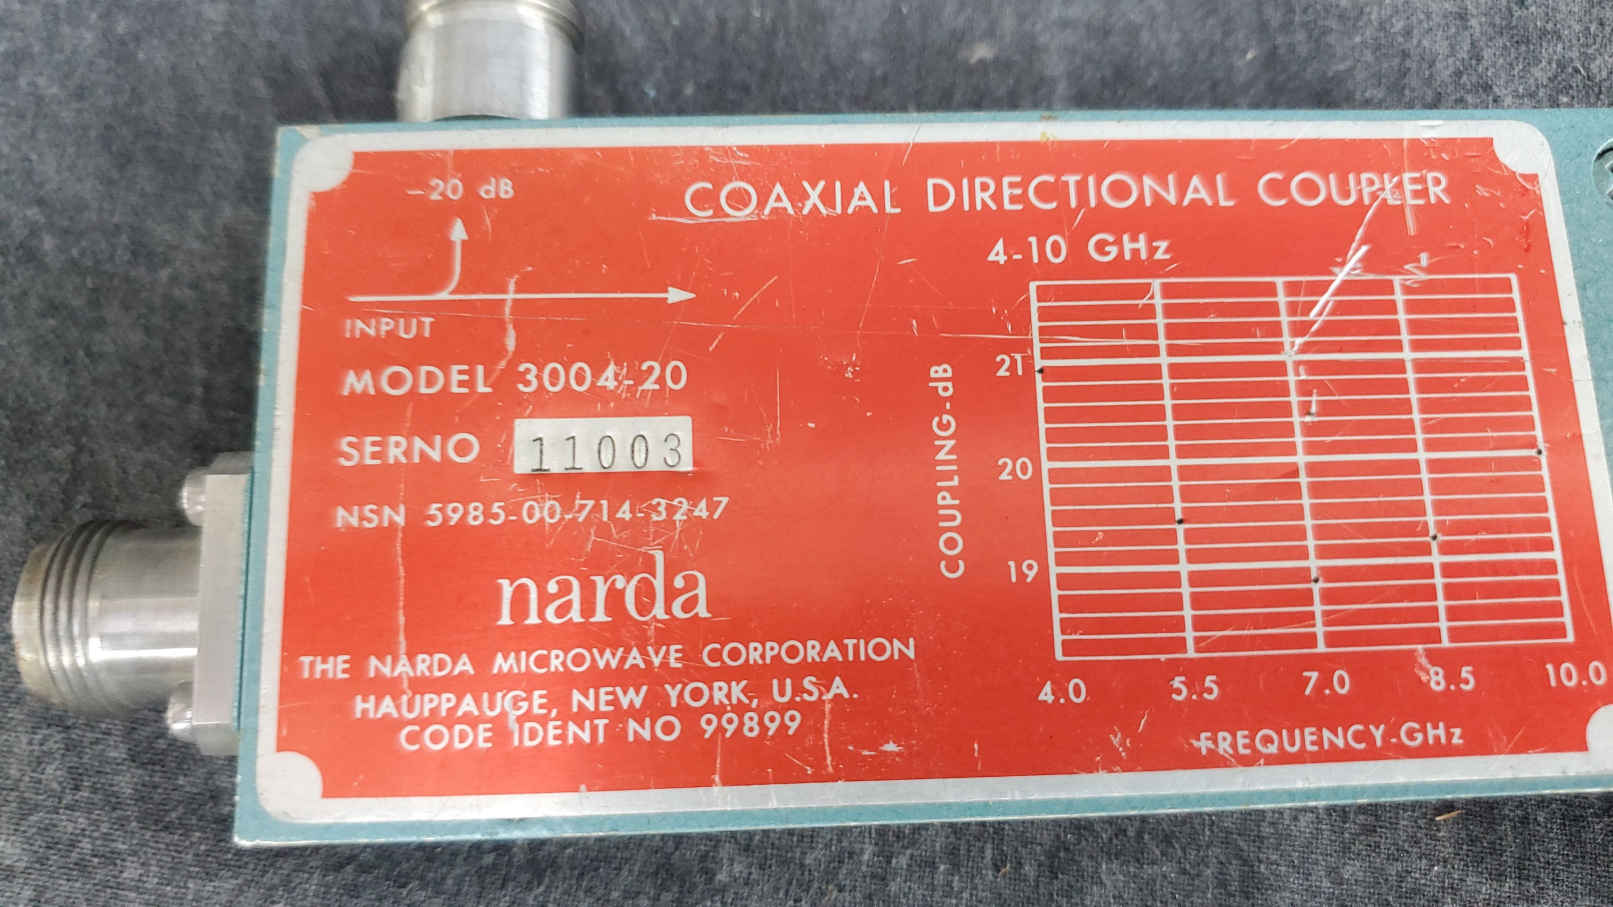 -20 dB
INPUT
MODEL 3004-20
SERNO 11003
NSN 5985-00-714-3247
narda
THE NARDA MICROWAVE CORPORATION
HAUPPAUGE, NEW YORK, U.S.A.
CODE IDENT NO 99899
COAXIAL DIRECTIONAL COUPLER
4-10 GHz
COUPLING-dB
21
20
19
4.0 5.5 7.0 8.5 10.0
FREQUENCY-GHz